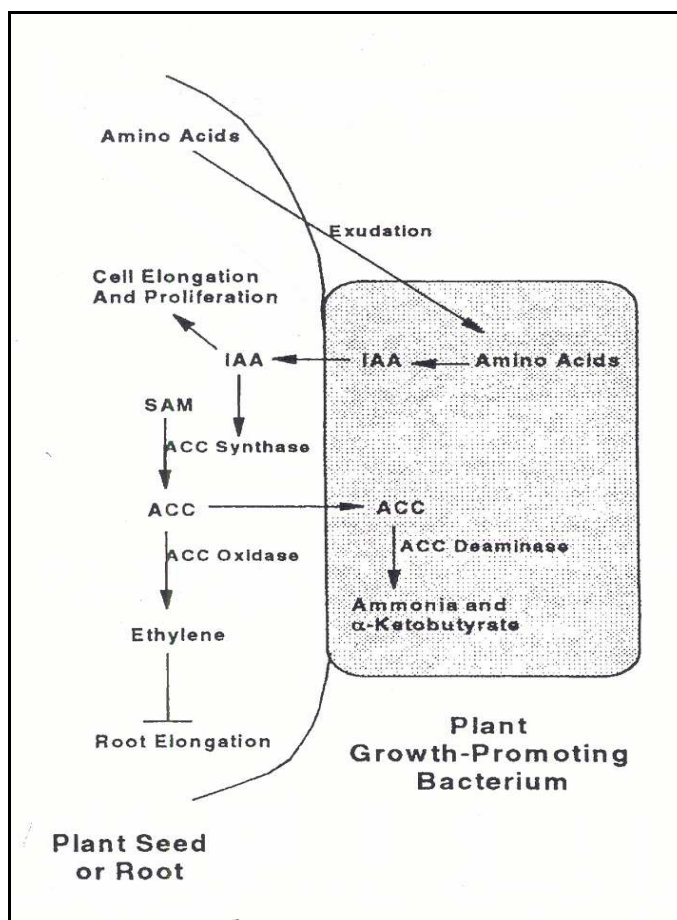 Amino Acids
Exudation
Cell Elongation
And Proliferation
IAA
IAA
Amino Acids
SAM
ACC Synthase
ACC
ACC
ACC Oxidase
ACC Deaminase
Ammonia and
α-Ketobutyrate
Ethylene
Root Elongation
Plant
Growth-Promoting
Bacterium
Plant Seed
or Root